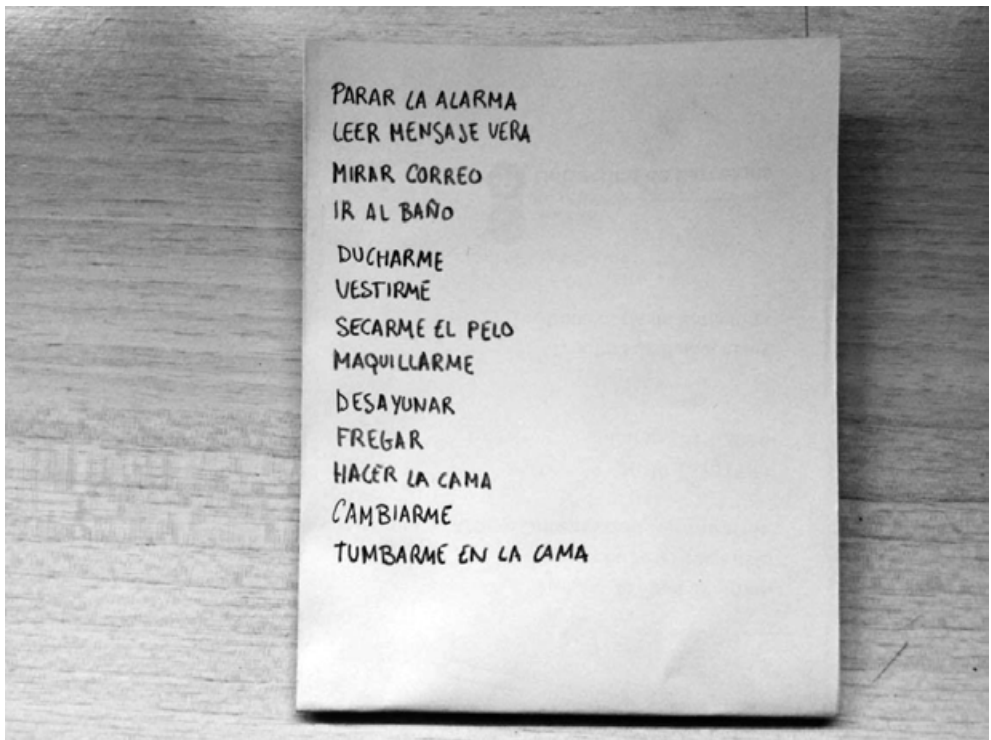 PARAR LA ALARMA
LEER MENSAJE VERA
MIRAR CORREO
IR AL BAÑO
DUCHARME
VESTIRME
SECARME EL PELO
MAQUILLARME
DESAYUNAR
FREGAR
HACER LA CAMA
CAMBIARME
TUMBARME EN LA CAMA